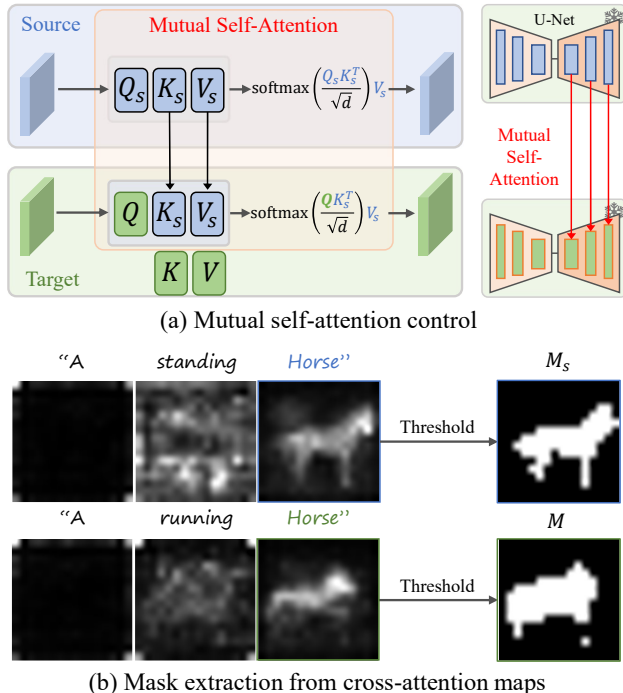 Source
Mutual Self-Attention
U-Net
Q_s K_s V_s
softmax(Q_s K_s^T / √d) V_s
Mutual
Self-
Attention
Q K_s V_s
softmax(Q K_s^T / √d) V_s
K V
Target
(a) Mutual self-attention control
“A standing Horse” M_s
Threshold
“A running Horse” M
Threshold
(b) Mask extraction from cross-attention maps